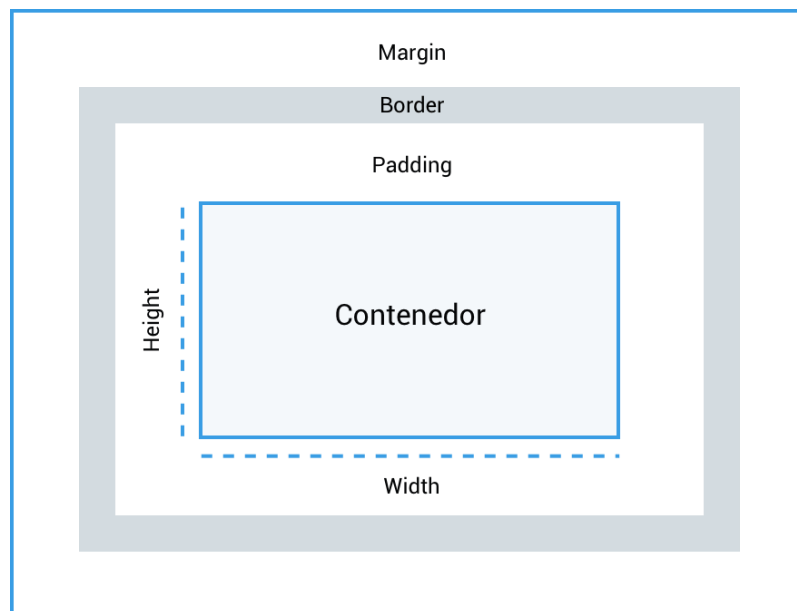 Margin
Border
Padding
Height
Contenedor
Width